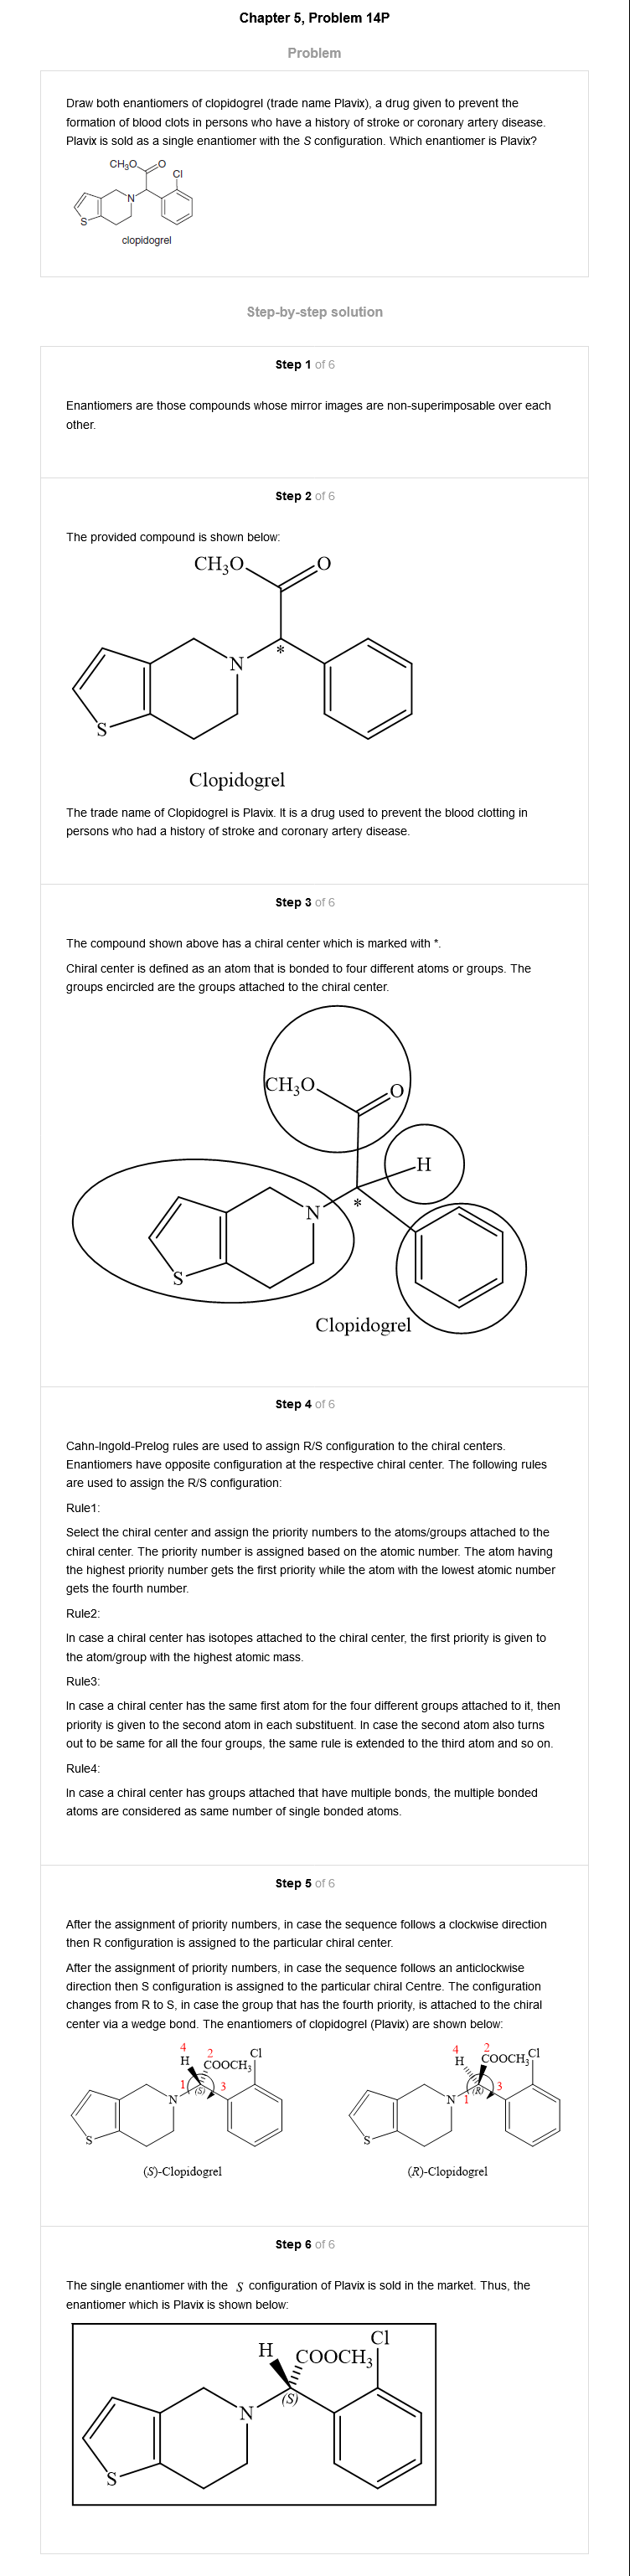 Chapter 5, Problem 14P
Problem
Draw both enantiomers of clopidogrel (trade name Plavix), a drug given to prevent the
formation of blood clots in persons who have a history of stroke or coronary artery disease.
Plavix is sold as a single enantiomer with the S configuration. Which enantiomer is Plavix?
CH3O
O
Cl
N
S
clopidogrel
Step-by-step solution
Step 1 of 6
Enantiomers are those compounds whose mirror images are non-superimposable over each
other.
Step 2 of 6
The provided compound is shown below:
CH3O
O
N
*
S
Clopidogrel
The trade name of Clopidogrel is Plavix. It is a drug used to prevent the blood clotting in
persons who had a history of stroke and coronary artery disease.
Step 3 of 6
The compound shown above has a chiral center which is marked with *.
Chiral center is defined as an atom that is bonded to four different atoms or groups. The
groups encircled are the groups attached to the chiral center.
CH3O
O
H
N
*
S
Clopidogrel
Step 4 of 6
Cahn-Ingold-Prelog rules are used to assign R/S configuration to the chiral centers.
Enantiomers have opposite configuration at the respective chiral center. The following rules
are used to assign the R/S configuration:
Rule1:
Select the chiral center and assign the priority numbers to the atoms/groups attached to the
chiral center. The priority number is assigned based on the atomic number. The atom having
the highest priority number gets the first priority while the atom with the lowest atomic number
gets the fourth number.
Rule2:
In case a chiral center has isotopes attached to the chiral center, the first priority is given to
the atom/group with the highest atomic mass.
Rule3:
In case a chiral center has the same first atom for the four different groups attached to it, then
priority is given to the second atom in each substituent. In case the second atom also turns
out to be same for all the four groups, the same rule is extended to the third atom and so on.
Rule4:
In case a chiral center has groups attached that have multiple bonds, the multiple bonded
atoms are considered as same number of single bonded atoms.
Step 5 of 6
After the assignment of priority numbers, in case the sequence follows a clockwise direction
then R configuration is assigned to the particular chiral center.
After the assignment of priority numbers, in case the sequence follows an anticlockwise
direction then S configuration is assigned to the particular chiral Centre. The configuration
changes from R to S, in case the group that has the fourth priority, is attached to the chiral
center via a wedge bond. The enantiomers of clopidogrel (Plavix) are shown below:
4 2 Cl
H COOCH3
1 (S) 3
N
S
(S)-Clopidogrel
4 2 Cl
H COOCH3
(R) 3
N 1
S
(R)-Clopidogrel
Step 6 of 6
The single enantiomer with the S configuration of Plavix is sold in the market. Thus, the
enantiomer which is Plavix is shown below:
Cl
H COOCH3
(S)
N
S